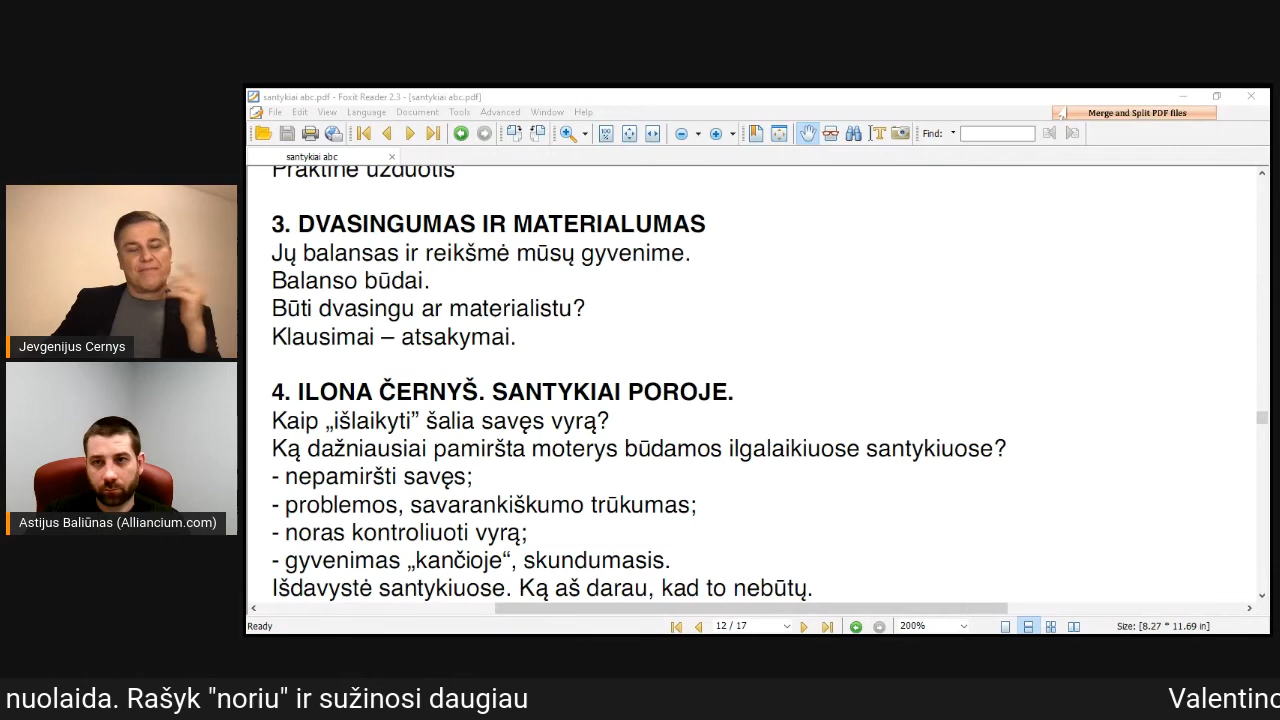 santykiai abc.pdf - Foxit Reader 2.3 - [santykiai abc.pdf]
File Edit View Language Document Tools Advanced Window Help
Merge and Split PDF files
Find:
santykiai abc
Praktinė užduotis
3. DVASINGUMAS IR MATERIALUMAS
Jų balansas ir reikšmė mūsų gyvenime.
Balanso būdai.
Būti dvasingu ar materialistu?
Klausimai – atsakymai.
4. ILONA ČERNYŠ. SANTYKIAI POROJE.
Kaip „išlaikyti” šalia savęs vyrą?
Ką dažniausiai pamiršta moterys būdamos ilgalaikiuose santykiuose?
- nepamiršti savęs;
- problemos, savarankiškumo trūkumas;
- noras kontroliuoti vyrą;
- gyvenimas „kančioje“, skundumasis.
Išdavystė santykiuose. Ką aš darau, kad to nebūtų.
Ready
12 / 17
200%
Size: [8.27 * 11.69 in]
Jevgenijus Cernys
Astijus Baliūnas (Alliancium.com)
nuolaida. Rašyk "noriu" ir sužinosi daugiau
Valentino